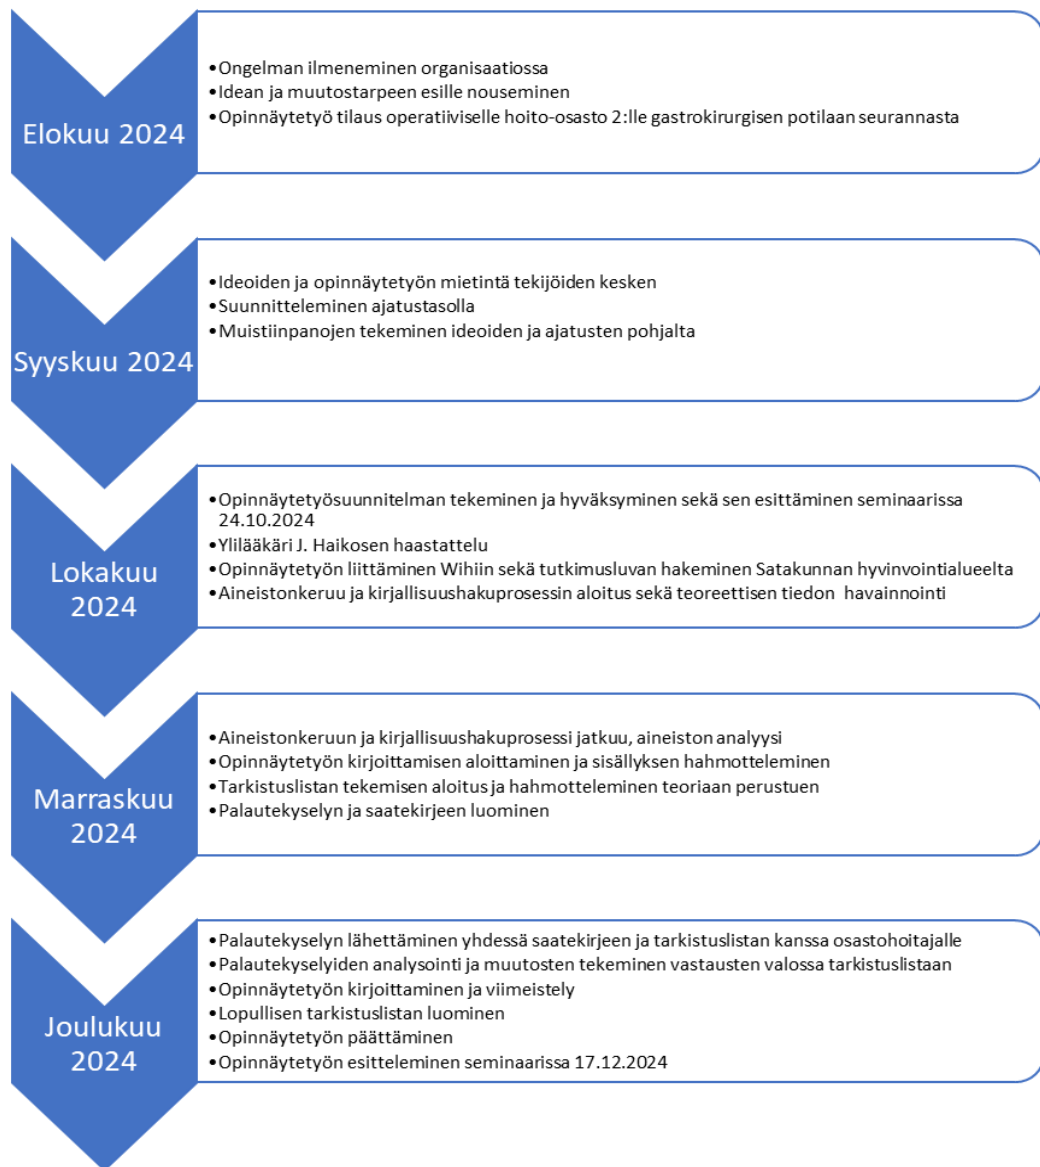 Elokuu 2024
•Ongelman ilmeneminen organisaatiossa
•Idean ja muutostarpeen esille nouseminen
•Opinnäytetyö tilaus operatiiviselle hoito-osasto 2:lle gastrokirurgisen potilaan seurannasta
Syyskuu 2024
•Ideoiden ja opinnäytetyön mietintä tekijöiden kesken
•Suunnitteleminen ajatustasolla
•Muistiinpanojen tekeminen ideoiden ja ajatusten pohjalta
Lokakuu
2024
•Opinnäytetyösuunnitelman tekeminen ja hyväksyminen sekä sen esittäminen seminaarissa
24.10.2024
•Ylilääkäri J. Haikosen haastattelu
•Opinnäytetyön liittäminen Wihiin sekä tutkimusluvan hakeminen Satakunnan hyvinvointialueelta
•Aineistonkeruu ja kirjallisuushakuprosessin aloitus sekä teoreettisen tiedon havainnointi
Marraskuu
2024
•Aineistonkeruun ja kirjallisuushakuprosessi jatkuu, aineiston analyysi
•Opinnäytetyön kirjoittamisen aloittaminen ja sisällyksen hahmotteleminen
•Tarkistuslistan tekemisen aloitus ja hahmotteleminen teoriaan perustuen
•Palautekyselyn ja saatekirjeen luominen
Joulukuu
2024
•Palautekyselyn lähettäminen yhdessä saatekirjeen ja tarkistuslistan kanssa osastohoitajalle
•Palautekyselyiden analysointi ja muutosten tekeminen vastausten valossa tarkistuslistaan
•Opinnäytetyön kirjoittaminen ja viimeistely
•Lopullisen tarkistuslistan luominen
•Opinnäytetyön päättäminen
•Opinnäytetyön esitteleminen seminaarissa 17.12.2024